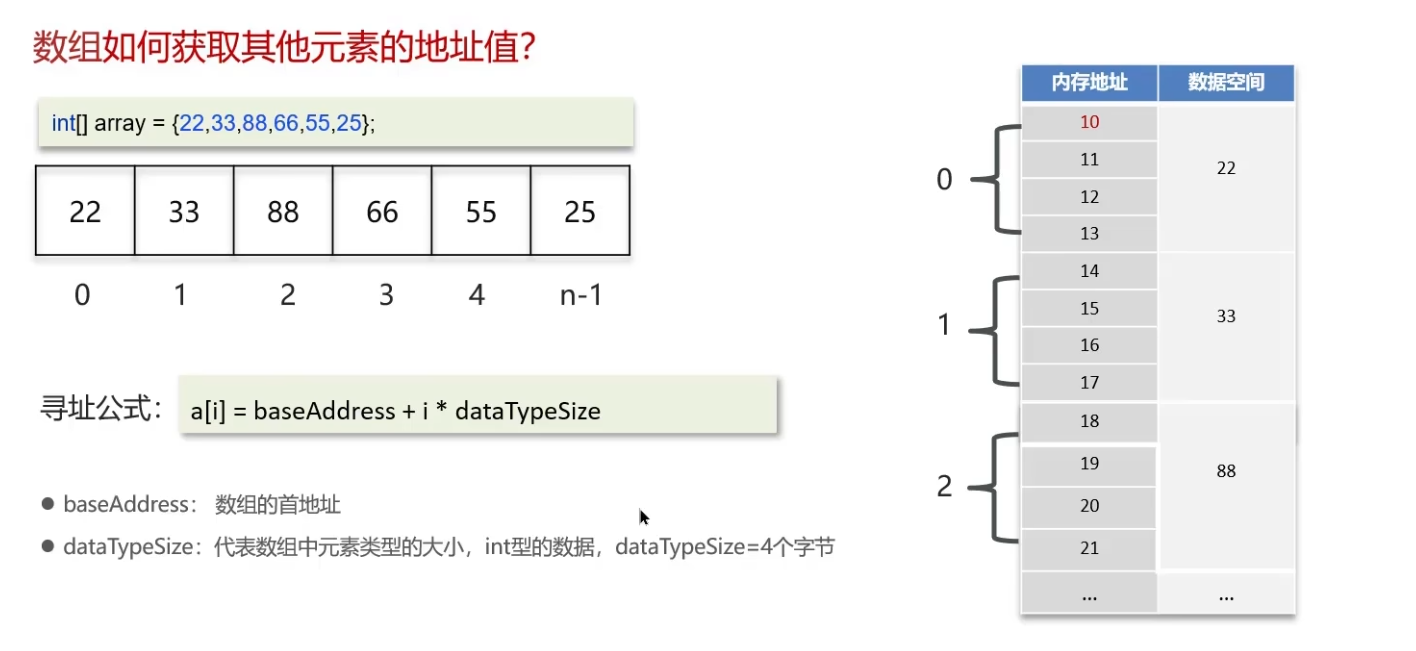 数组如何获取其他元素的地址值?
int[] array = {22,33,88,66,55,25};
22 33 88 66 55 25
0 1 2 3 4 n-1
寻址公式： a[i] = baseAddress + i * dataTypeSize
● baseAddress： 数组的首地址
● dataTypeSize：代表数组中元素类型的大小，int型的数据，dataTypeSize=4个字节
内存地址 数据空间
10
11
22
0
12
13
14
15
33
1
16
17
18
19
88
2
20
21
... ...